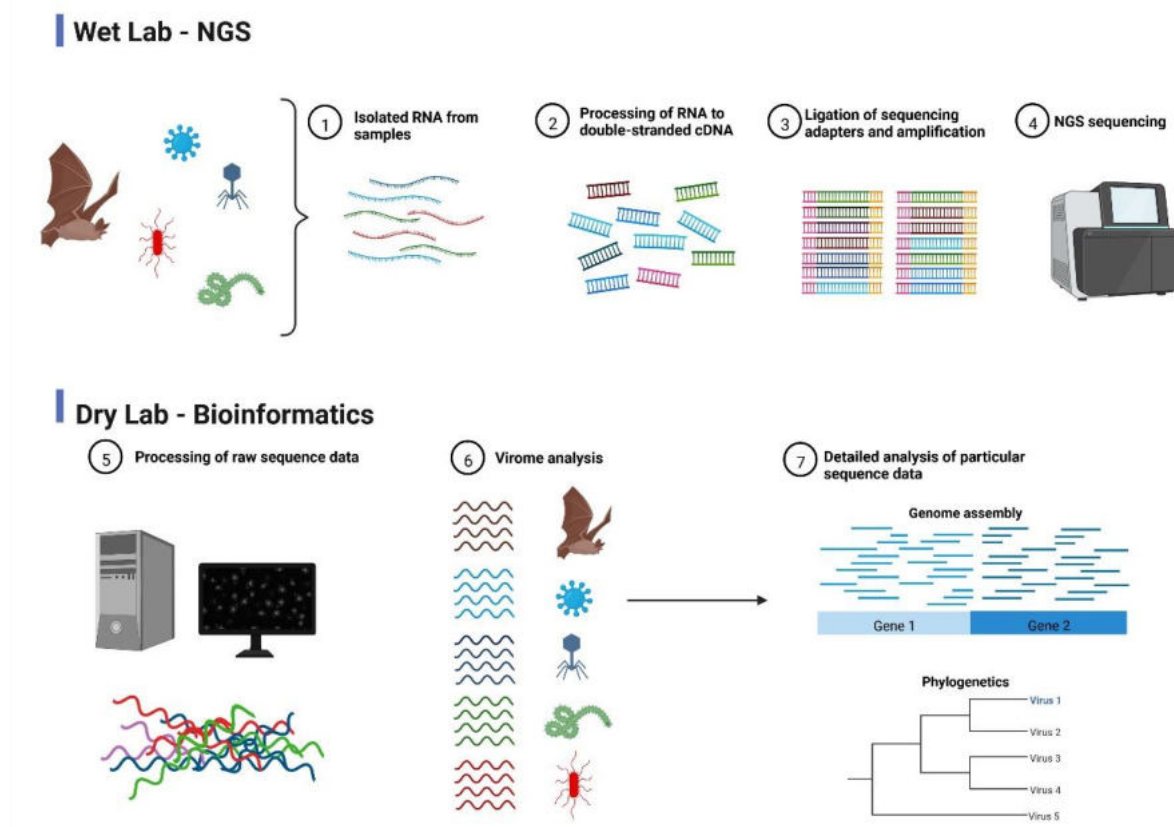 Wet Lab - NGS
1
Isolated RNA from
samples
2
Processing of RNA to
double-stranded cDNA
3
Ligation of sequencing
adapters and amplification
4
NGS sequencing
Dry Lab - Bioinformatics
5
Processing of raw sequence data
6
Virome analysis
7
Detailed analysis of particular
sequence data
Genome assembly
Gene 1
Gene 2
Phylogenetics
Virus 1
Virus 2
Virus 3
Virus 4
Virus 5